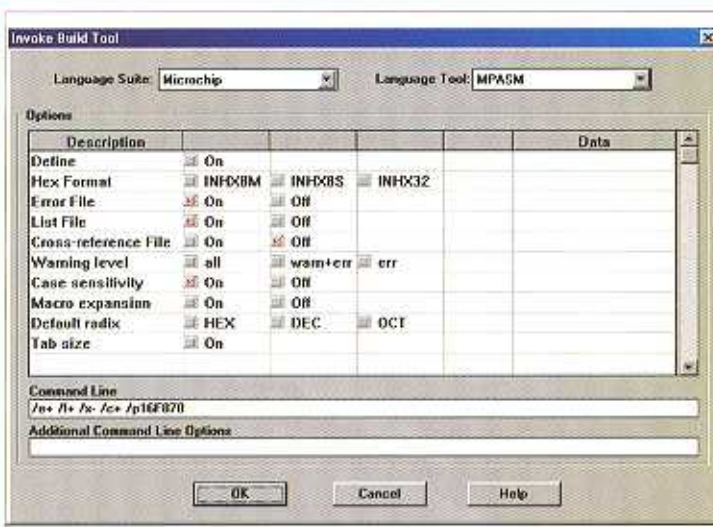 Invoke Build Tool
Language Suite: Microchip Language Tool: MPASM
Options
Description Data
Define On
Hex Format INHX8M INHX8S INHX32
Error File On Off
List File On Off
Cross-reference File On Off
Warning level all warn+err err
Case sensitivity On Off
Macro expansion On Off
Default radix HEX DEC OCT
Tab size On
Command Line
/e+ /l+ /x- /c+ /p16F870
Additional Command Line Options
OK Cancel Help